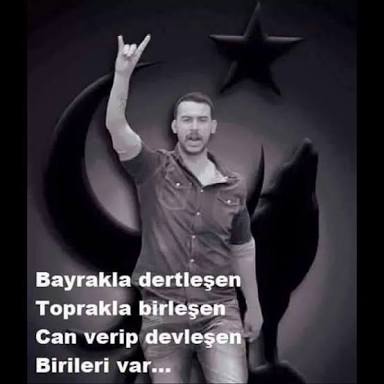 Bayrakla dertleşen
Toprakla birleşen
Can verip devleşen
Birileri var...